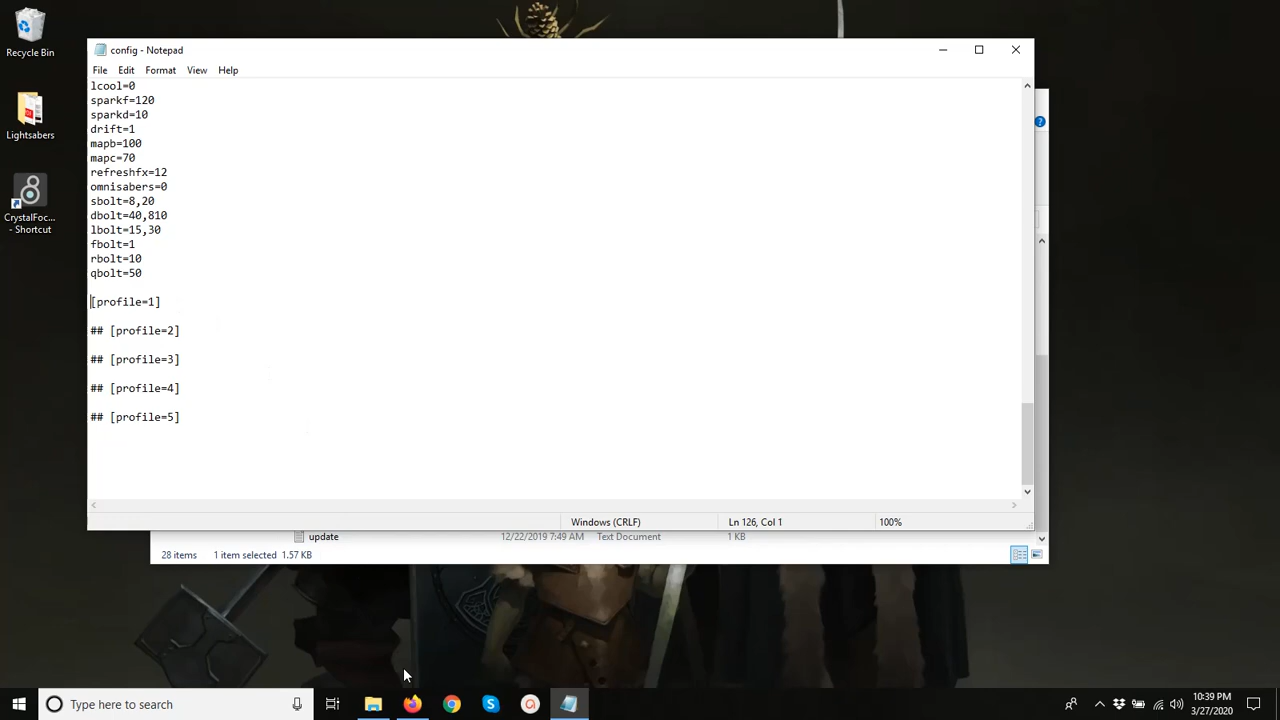 Recycle Bin
Lightsabers
CrystalFoc...
- Shortcut
config - Notepad
File Edit Format View Help
lcool=0
sparkf=120
sparkd=10
drift=1
mapb=100
mapc=70
refreshfx=12
omnisabers=0
sbolt=8,20
dbolt=40,810
lbolt=15,30
fbolt=1
rbolt=10
qbolt=50
[profile=1]
## [profile=2]
## [profile=3]
## [profile=4]
## [profile=5]
Windows (CRLF) Ln 126, Col 1 100%
update 12/22/2019 7:49 AM Text Document 1 KB
28 items 1 item selected 1.57 KB
Type here to search
10:39 PM
3/27/2020